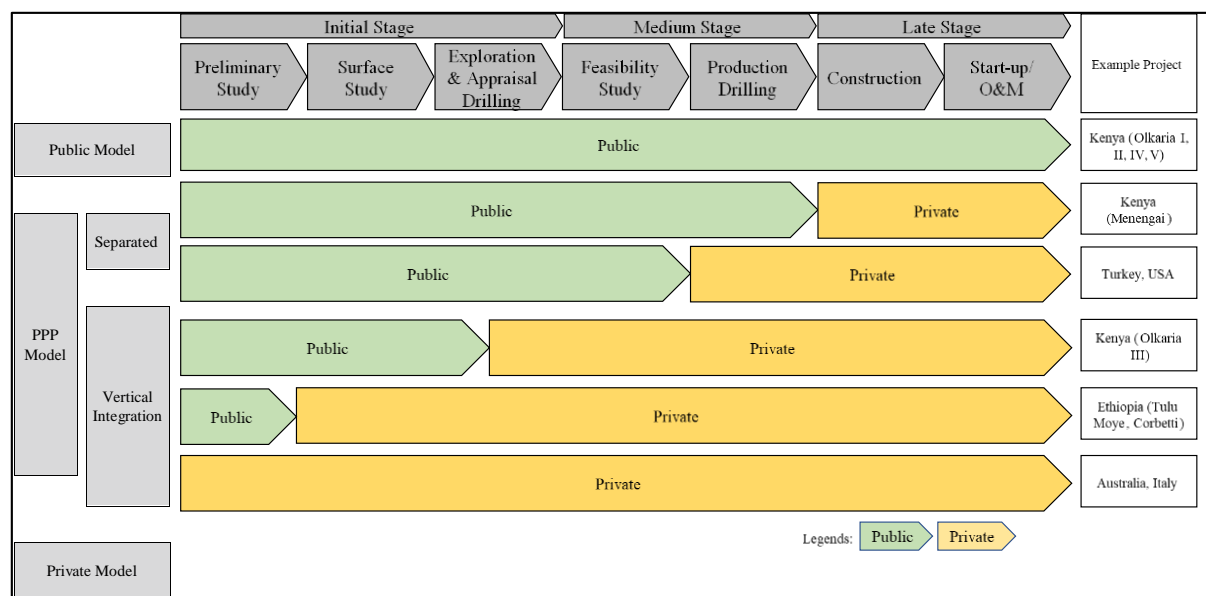 Initial Stage
Medium Stage
Late Stage
Example Project
Preliminary
Study
Surface
Study
Exploration
& Appraisal
Drilling
Feasibility
Study
Production
Drilling
Construction
Start-up/
O&M
Public Model
Public
Kenya (Olkaria I,
II, IV, V)
PPP
Model
Separated
Public
Private
Kenya
(Menengai)
Public
Private
Turkey, USA
Vertical
Integration
Public
Private
Kenya (Olkaria
III)
Public
Private
Ethiopia (Tulu
Moye, Corbetti)
Private
Australia, Italy
Legends:
Public
Private
Private Model